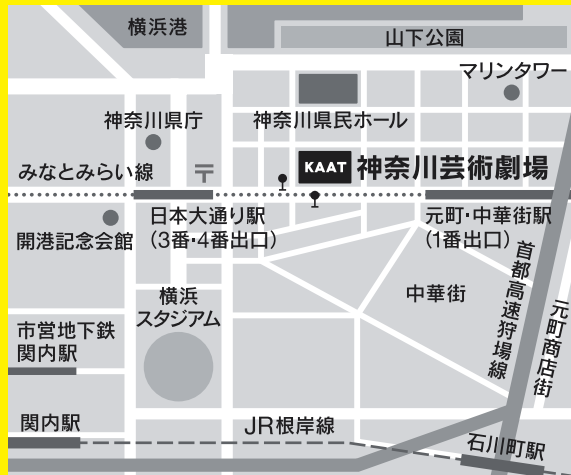 横浜港
山下公園
マリンタワー
神奈川県庁
神奈川県民ホール
みなとみらい線
〒
KAAT 神奈川芸術劇場
日本大通り駅
(3番・4番出口)
元町・中華街駅
(1番出口)
開港記念会館
首都高速狩場線
元町商店街
中華街
横浜
スタジアム
市営地下鉄
関内駅
関内駅
JR根岸線
石川町駅